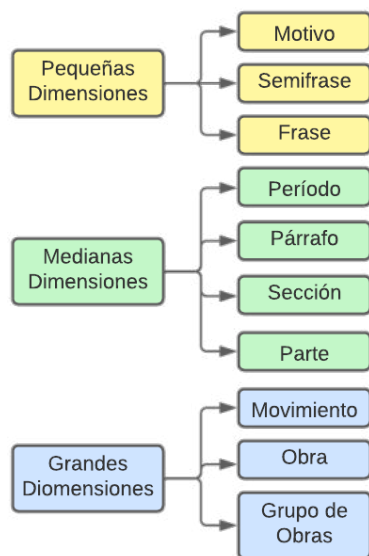 Pequeñas
Dimensiones
Motivo
Semifrase
Frase
Medianas
Dimensiones
Período
Párrafo
Sección
Parte
Grandes
Diomensiones
Movimiento
Obra
Grupo de
Obras